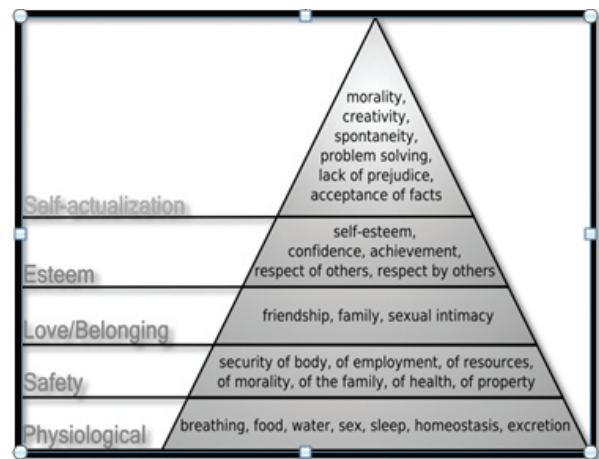 morality,
creativity,
spontaneity,
problem solving,
lack of prejudice,
acceptance of facts
Self-actualization
self-esteem,
confidence, achievement,
respect of others, respect by others
Esteem
friendship, family, sexual intimacy
Love/Belonging
security of body, of employment, of resources,
of morality, of the family, of health, of property
Safety
breathing, food, water, sex, sleep, homeostasis, excretion
Physiological